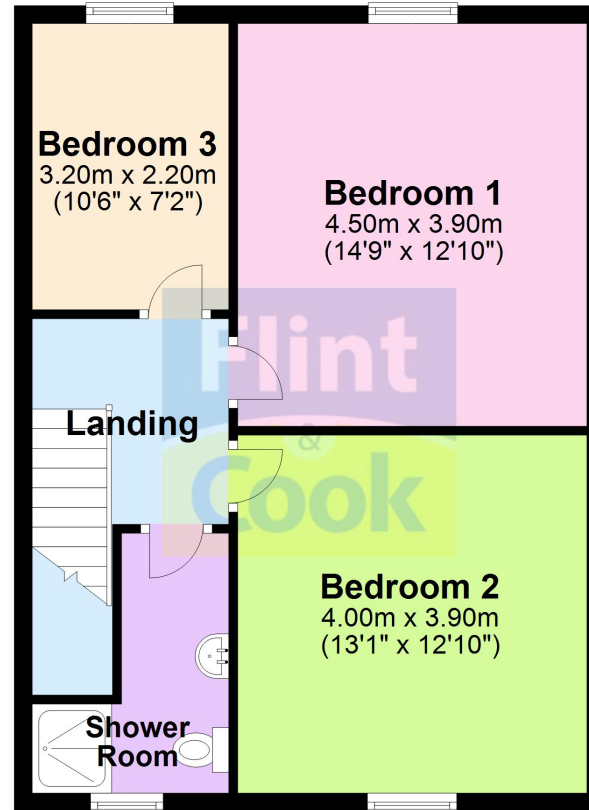 Bedroom 3
3.20m x 2.20m
(10'6" x 7'2")
Bedroom 1
4.50m x 3.90m
(14'9" x 12'10")
Flint
&
Cook
Landing
Bedroom 2
4.00m x 3.90m
(13'1" x 12'10")
Shower
Room